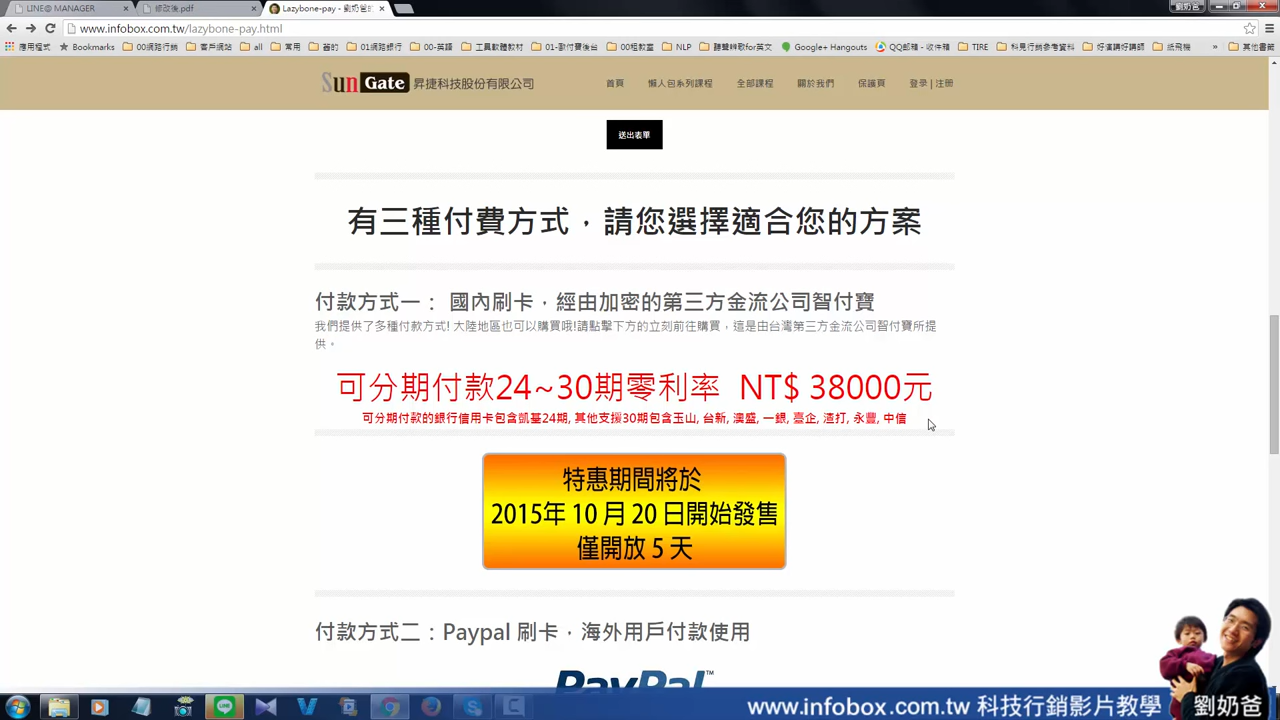 LINE@ MANAGER
修改後.pdf
Lazybone-pay - 劉奶爸的
劉奶爸
www.infobox.com.tw/lazybone-pay.html
應用程式 Bookmarks 00網路行銷 客戶網站 all 常用 舊的 01網路銀行 00-英語 工具軟體教材 01-歐付寶後台 00租教室 NLP 聽聲辨歌for英文 Google+ Hangouts QQ邮箱 - 收件箱 TIRE 科見行銷參考資料 好演講好講師 紙飛機 » 其他書籤
SunGate 昇捷科技股份有限公司 首頁 懶人包系列課程 全部課程 關於我們 保護頁 登录 | 注册
送出表單
有三種付費方式，請您選擇適合您的方案
付款方式一： 國內刷卡，經由加密的第三方金流公司智付寶
我們提供了多種付款方式! 大陸地區也可以購買哦!請點擊下方的立刻前往購買，這是由台灣第三方金流公司智付寶所提
供。
可分期付款24~30期零利率 NT$ 38000元
可分期付款的銀行信用卡包含凱基24期, 其他支援30期包含玉山, 台新, 澳盛, 一銀, 臺企, 渣打, 永豐, 中信
特惠期間將於
2015年 10 月 20 日開始發售
僅開放 5 天
付款方式二：Paypal 刷卡，海外用戶付款使用
PayPal™
www.infobox.com.tw 科技行銷影片教學
劉奶爸